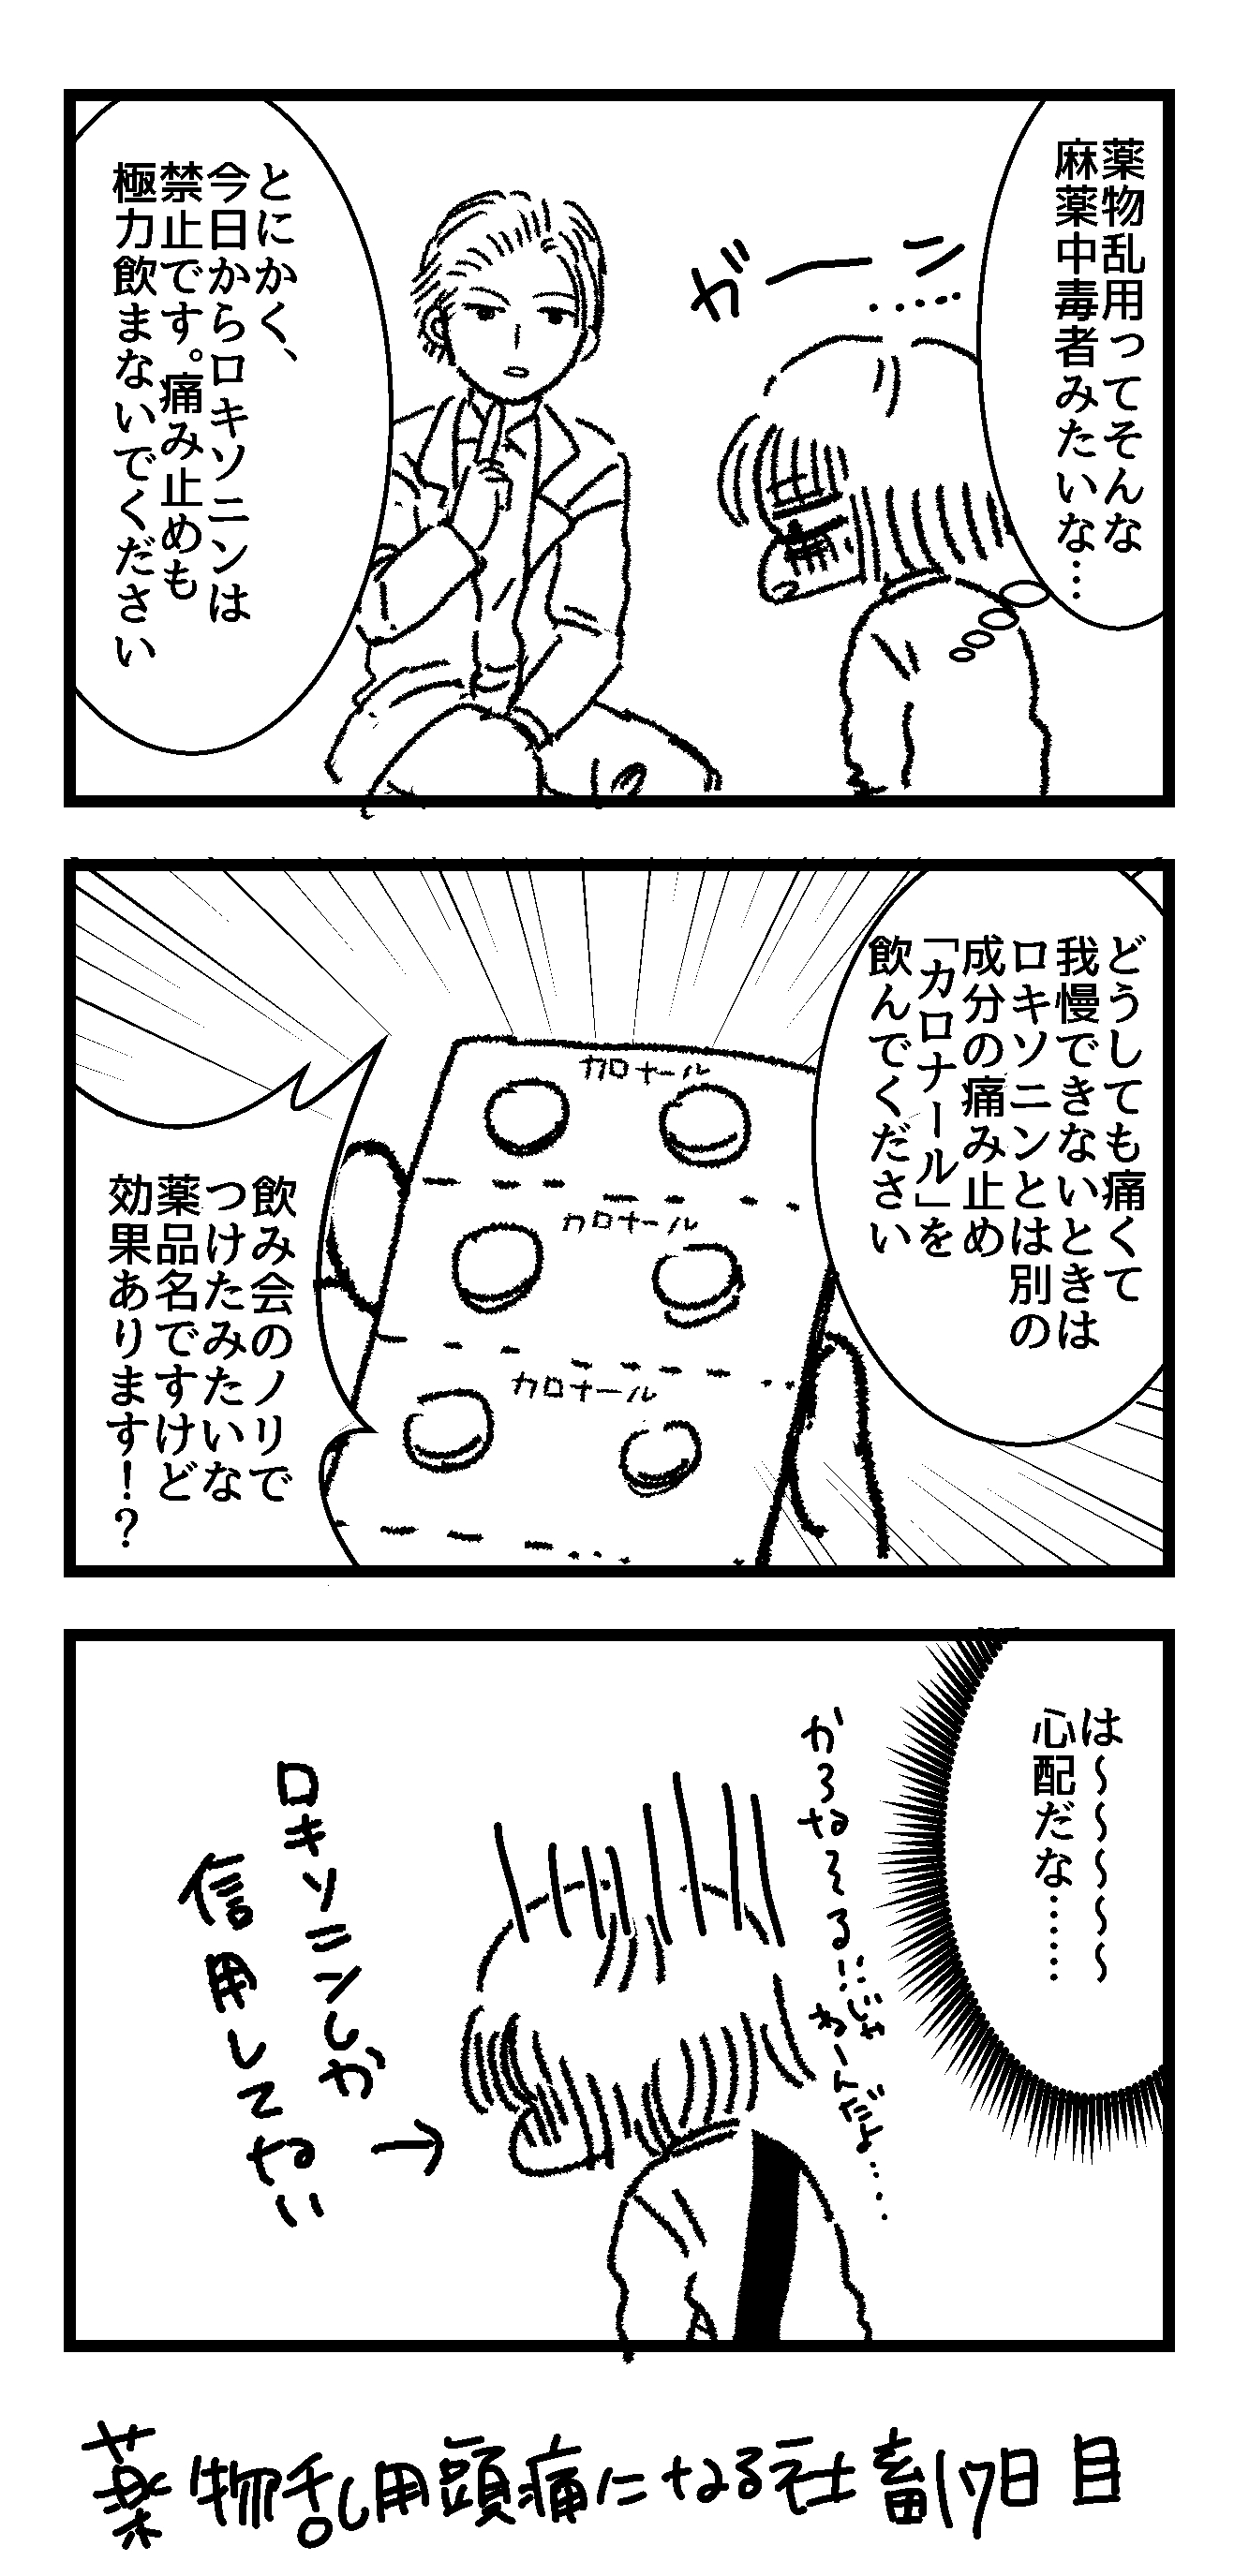 薬物乱用ってそんな
麻薬中毒者みたいな…
ガーーン……
とにかく、
今日からロキソニンは
禁止です。痛み止めも
極力飲まないでください
どうしても痛くて
我慢できないときは
ロキソニンとは別の
成分の痛み止め
「カロナール」を
飲んでください
カロナール
カロナール
カロナール
飲み会のノリで
つけたみたいな
薬品名ですけど
効果あります！？
は～～～～～
心配だな……
かろな～る…じゃ
ねーんだよ…
ロキソニンしか
信用してない
→
薬物乱用頭痛になる社畜17日目